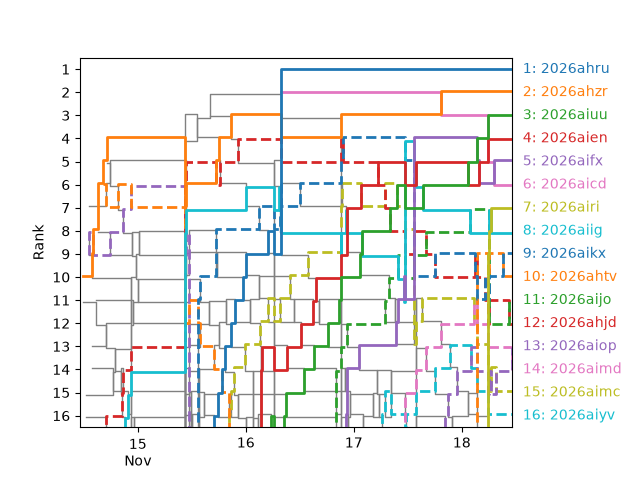 1
2
3
4
5
6
7
8
9
10
11
12
13
14
15
16
Rank
15
16
17
18
Nov
1: 2026ahru
2: 2026ahzr
3: 2026aiuu
4: 2026aien
5: 2026aifx
6: 2026aicd
7: 2026airi
8: 2026aiig
9: 2026aikx
10: 2026ahtv
11: 2026aijo
12: 2026ahjd
13: 2026aiop
14: 2026aimd
15: 2026aimc
16: 2026aiyv